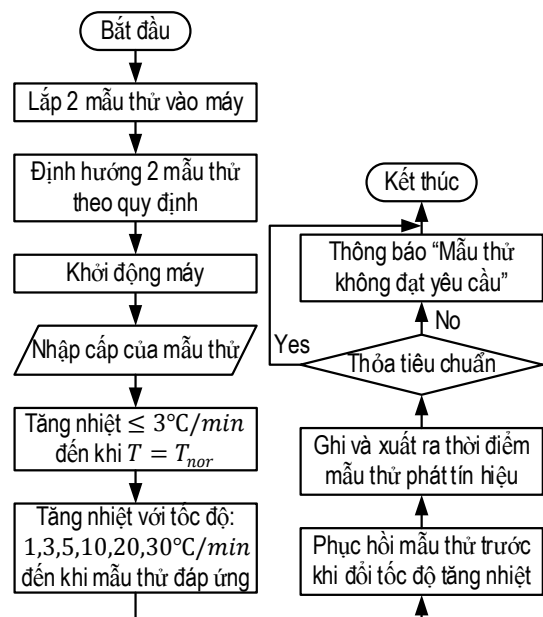 Bắt đầu
Lắp 2 mẫu thử vào máy
Định hướng 2 mẫu thử
theo quy định
Khởi động máy
Nhập cấp của mẫu thử
Tăng nhiệt ≤ 3°C/min
đến khi T = T_nor
Tăng nhiệt với tốc độ:
1,3,5,10,20,30°C/min
đến khi mẫu thử đáp ứng
Phục hồi mẫu thử trước
khi đổi tốc độ tăng nhiệt
Ghi và xuất ra thời điểm
mẫu thử phát tín hiệu
Thỏa tiêu chuẩn
Yes
No
Thông báo “Mẫu thử
không đạt yêu cầu”
Kết thúc